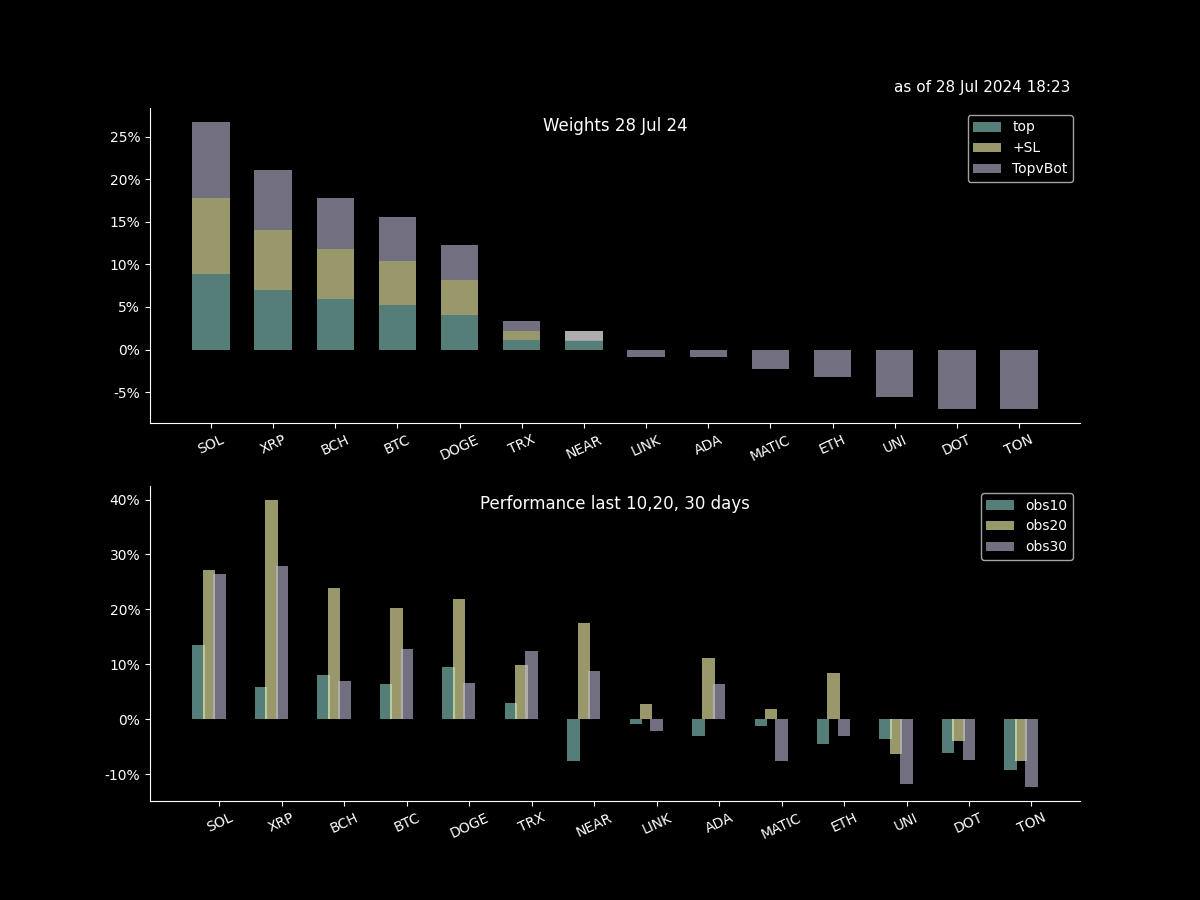 as of 28 Jul 2024 18:23
Weights 28 Jul 24
top
+SL
TopvBot
25%
20%
15%
10%
5%
0%
-5%
SOL XRP BCH BTC DOGE TRX NEAR LINK ADA MATIC ETH UNI DOT TON
Performance last 10,20, 30 days
obs10
obs20
obs30
40%
30%
20%
10%
0%
-10%
SOL XRP BCH BTC DOGE TRX NEAR LINK ADA MATIC ETH UNI DOT TON